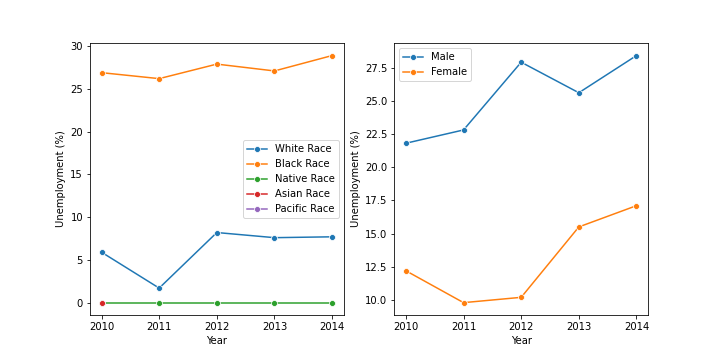 30
25
20
15
10
5
0
Unemployment (%)
White Race
Black Race
Native Race
Asian Race
Pacific Race
2010 2011 2012 2013 2014
Year
Male
Female
27.5
25.0
22.5
20.0
17.5
15.0
12.5
10.0
Unemployment (%)
2010 2011 2012 2013 2014
Year